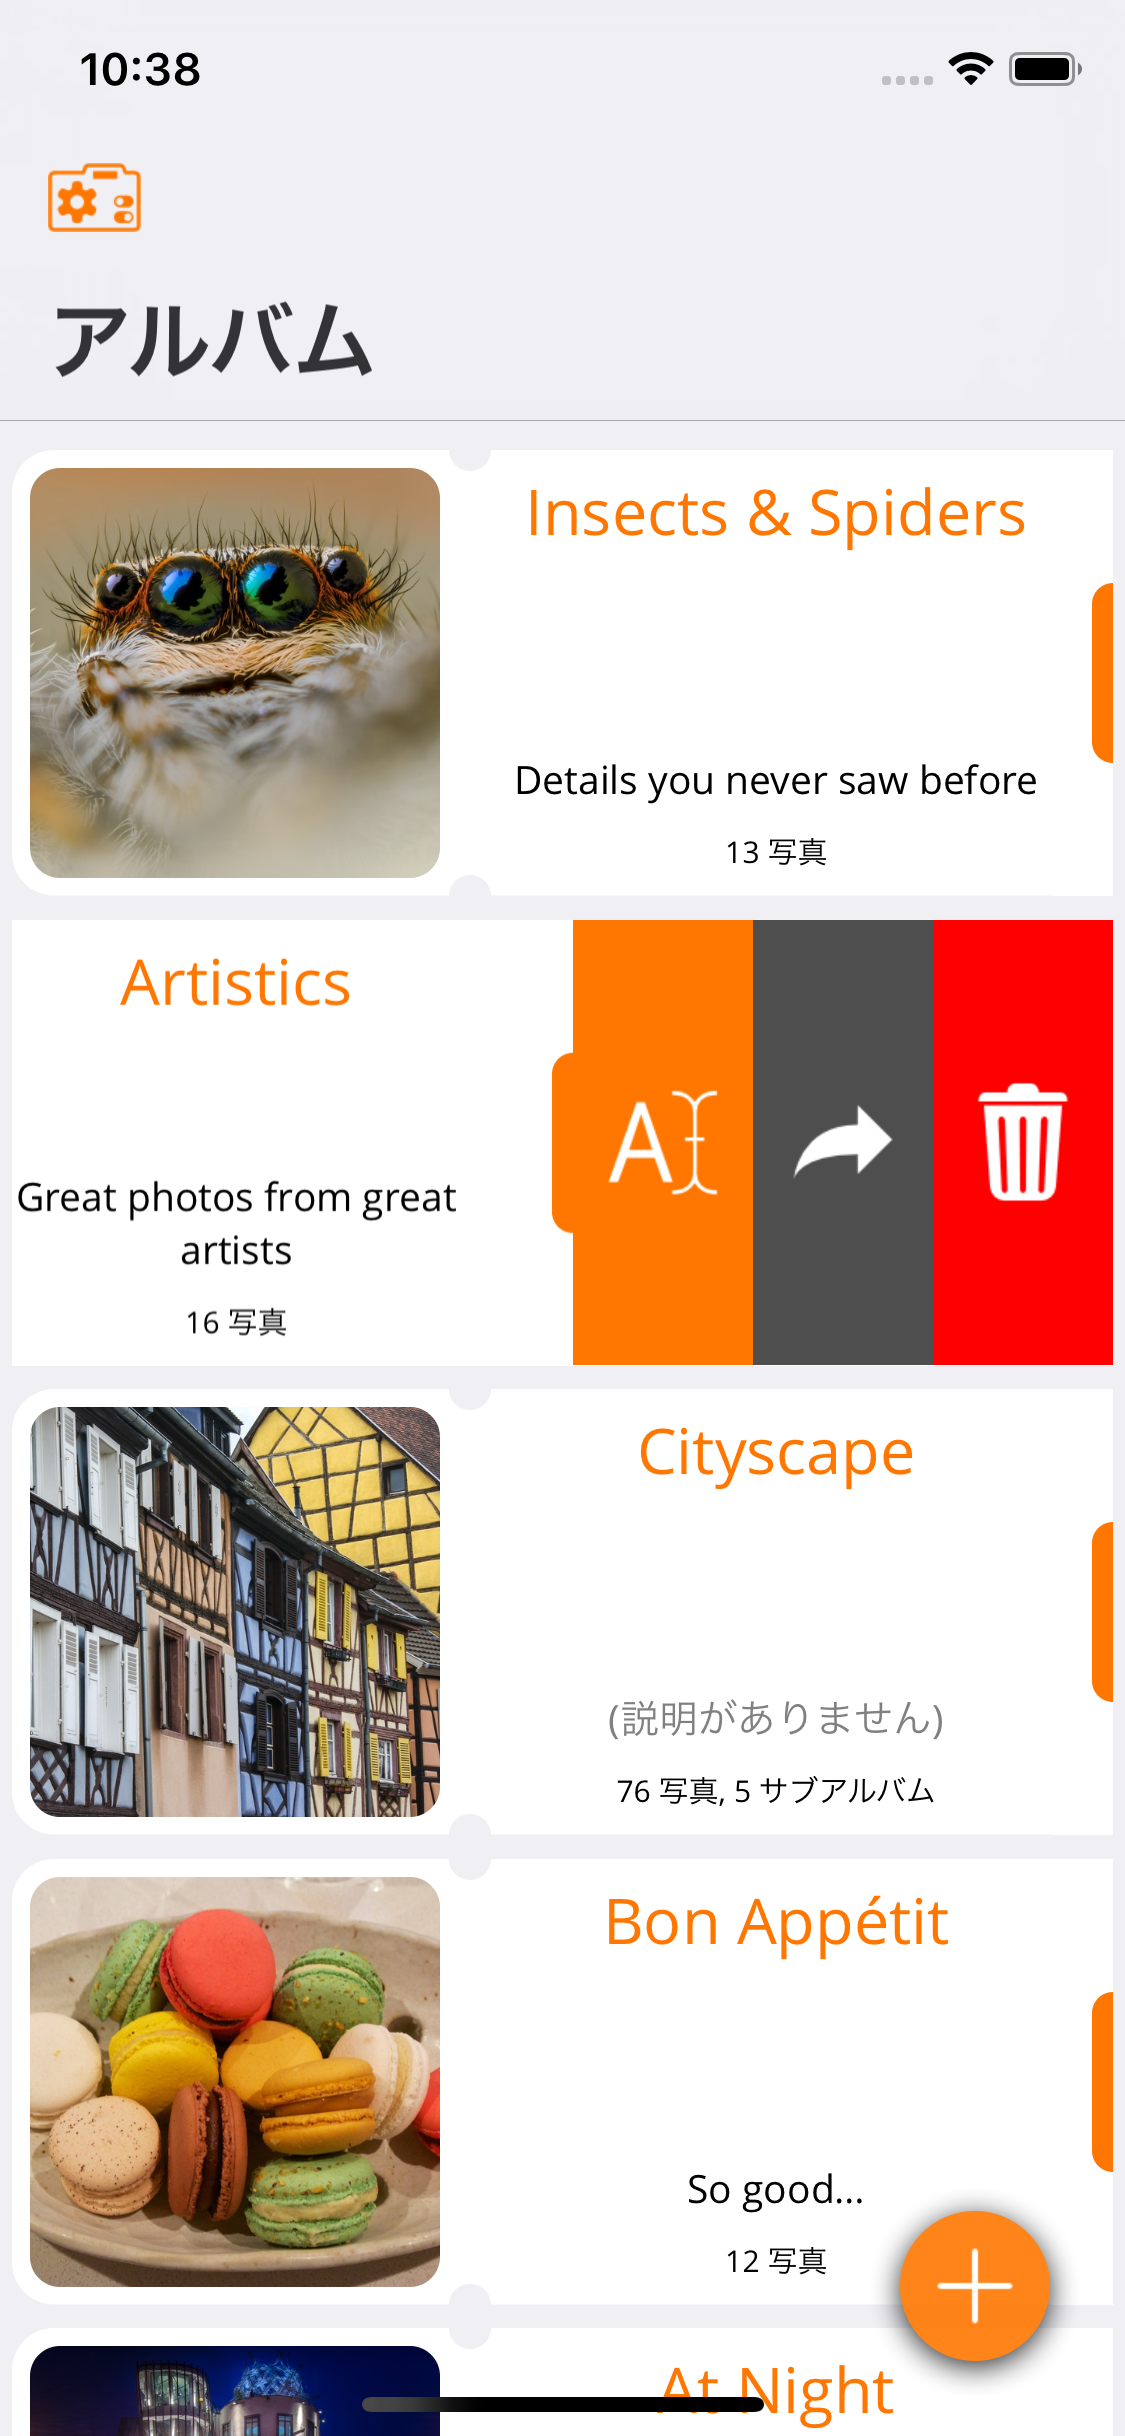 10:38
アルバム
Insects & Spiders
Details you never saw before
13 写真
Artistics
Great photos from great
artists
16 写真
A
Cityscape
(説明がありません)
76 写真, 5 サブアルバム
Bon Appétit
So good...
12 写真
At Night